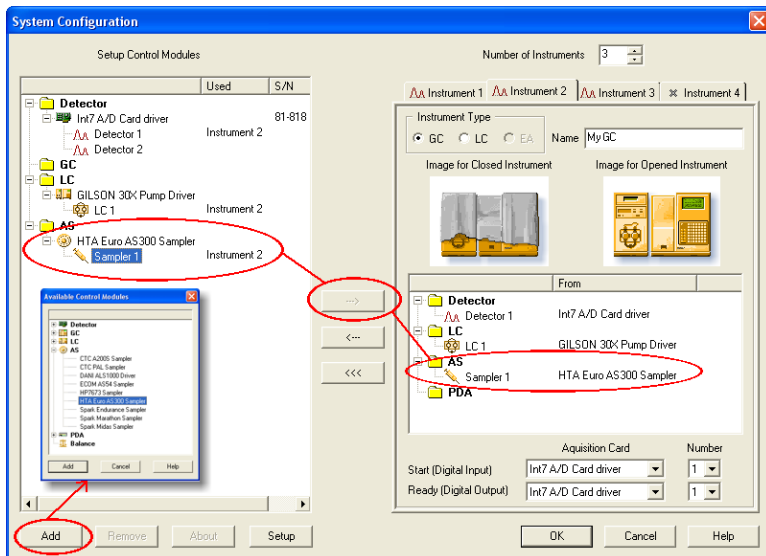 System Configuration
Setup Control Modules
Number of Instruments 3
Used S/N
Detector
Int7 A/D Card driver 81-818
Detector 1 Instrument 2
Detector 2
GC
LC
GILSON 30X Pump Driver
LC 1 Instrument 2
AS
HTA Euro AS300 Sampler
Sampler 1 Instrument 2
Available Control Modules
Detector
GC
LC
AS
CTC A200S Sampler
CTC PAL Sampler
DANI ALS1000 Driver
ECOM AS54 Sampler
HP7673 Sampler
HTA Euro AS300 Sampler
Spark Endurance Sampler
Spark Marathon Sampler
Spark Midas Sampler
PDA
Balance
Add Cancel Help
--->
<---
<<<
Instrument 1 Instrument 2 Instrument 3 Instrument 4
Instrument Type
GC LC EA Name My GC
Image for Closed Instrument Image for Opened Instrument
From
Detector
Detector 1 Int7 A/D Card driver
LC
LC 1 GILSON 30X Pump Driver
AS
Sampler 1 HTA Euro AS300 Sampler
PDA
Aquisition Card Number
Start (Digital Input) Int7 A/D Card driver 1
Ready (Digital Output) Int7 A/D Card driver 1
Add Remove About Setup OK Cancel Help